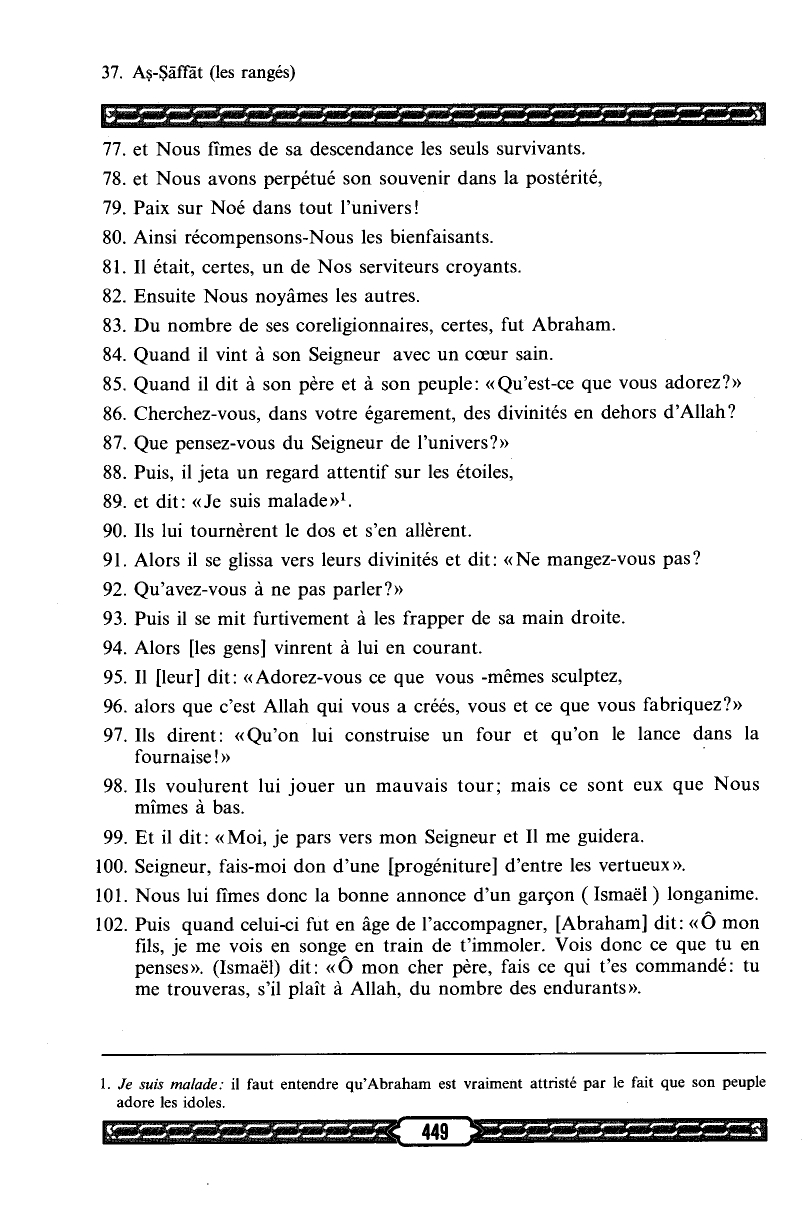 37. Aṣ-Ṣāffāt (les rangés)
77. et Nous fîmes de sa descendance les seuls survivants.
78. et Nous avons perpétué son souvenir dans la postérité,
79. Paix sur Noé dans tout l'univers!
80. Ainsi récompensons-Nous les bienfaisants.
81. Il était, certes, un de Nos serviteurs croyants.
82. Ensuite Nous noyâmes les autres.
83. Du nombre de ses coreligionnaires, certes, fut Abraham.
84. Quand il vint à son Seigneur avec un cœur sain.
85. Quand il dit à son père et à son peuple: «Qu'est-ce que vous adorez?»
86. Cherchez-vous, dans votre égarement, des divinités en dehors d'Allah?
87. Que pensez-vous du Seigneur de l'univers?»
88. Puis, il jeta un regard attentif sur les étoiles,
89. et dit: «Je suis malade»¹.
90. Ils lui tournèrent le dos et s'en allèrent.
91. Alors il se glissa vers leurs divinités et dit: «Ne mangez-vous pas?
92. Qu'avez-vous à ne pas parler?»
93. Puis il se mit furtivement à les frapper de sa main droite.
94. Alors [les gens] vinrent à lui en courant.
95. Il [leur] dit: «Adorez-vous ce que vous -mêmes sculptez,
96. alors que c'est Allah qui vous a créés, vous et ce que vous fabriquez?»
97. Ils dirent: «Qu'on lui construise un four et qu'on le lance dans la
fournaise!»
98. Ils voulurent lui jouer un mauvais tour; mais ce sont eux que Nous
mîmes à bas.
99. Et il dit: «Moi, je pars vers mon Seigneur et Il me guidera.
100. Seigneur, fais-moi don d'une [progéniture] d'entre les vertueux».
101. Nous lui fîmes donc la bonne annonce d'un garçon ( Ismaël ) longanime.
102. Puis quand celui-ci fut en âge de l'accompagner, [Abraham] dit: «Ô mon
fils, je me vois en songe en train de t'immoler. Vois donc ce que tu en
penses». (Ismaël) dit: «Ô mon cher père, fais ce qui t'es commandé: tu
me trouveras, s'il plaît à Allah, du nombre des endurants».
1. Je suis malade: il faut entendre qu'Abraham est vraiment attristé par le fait que son peuple
adore les idoles.
449